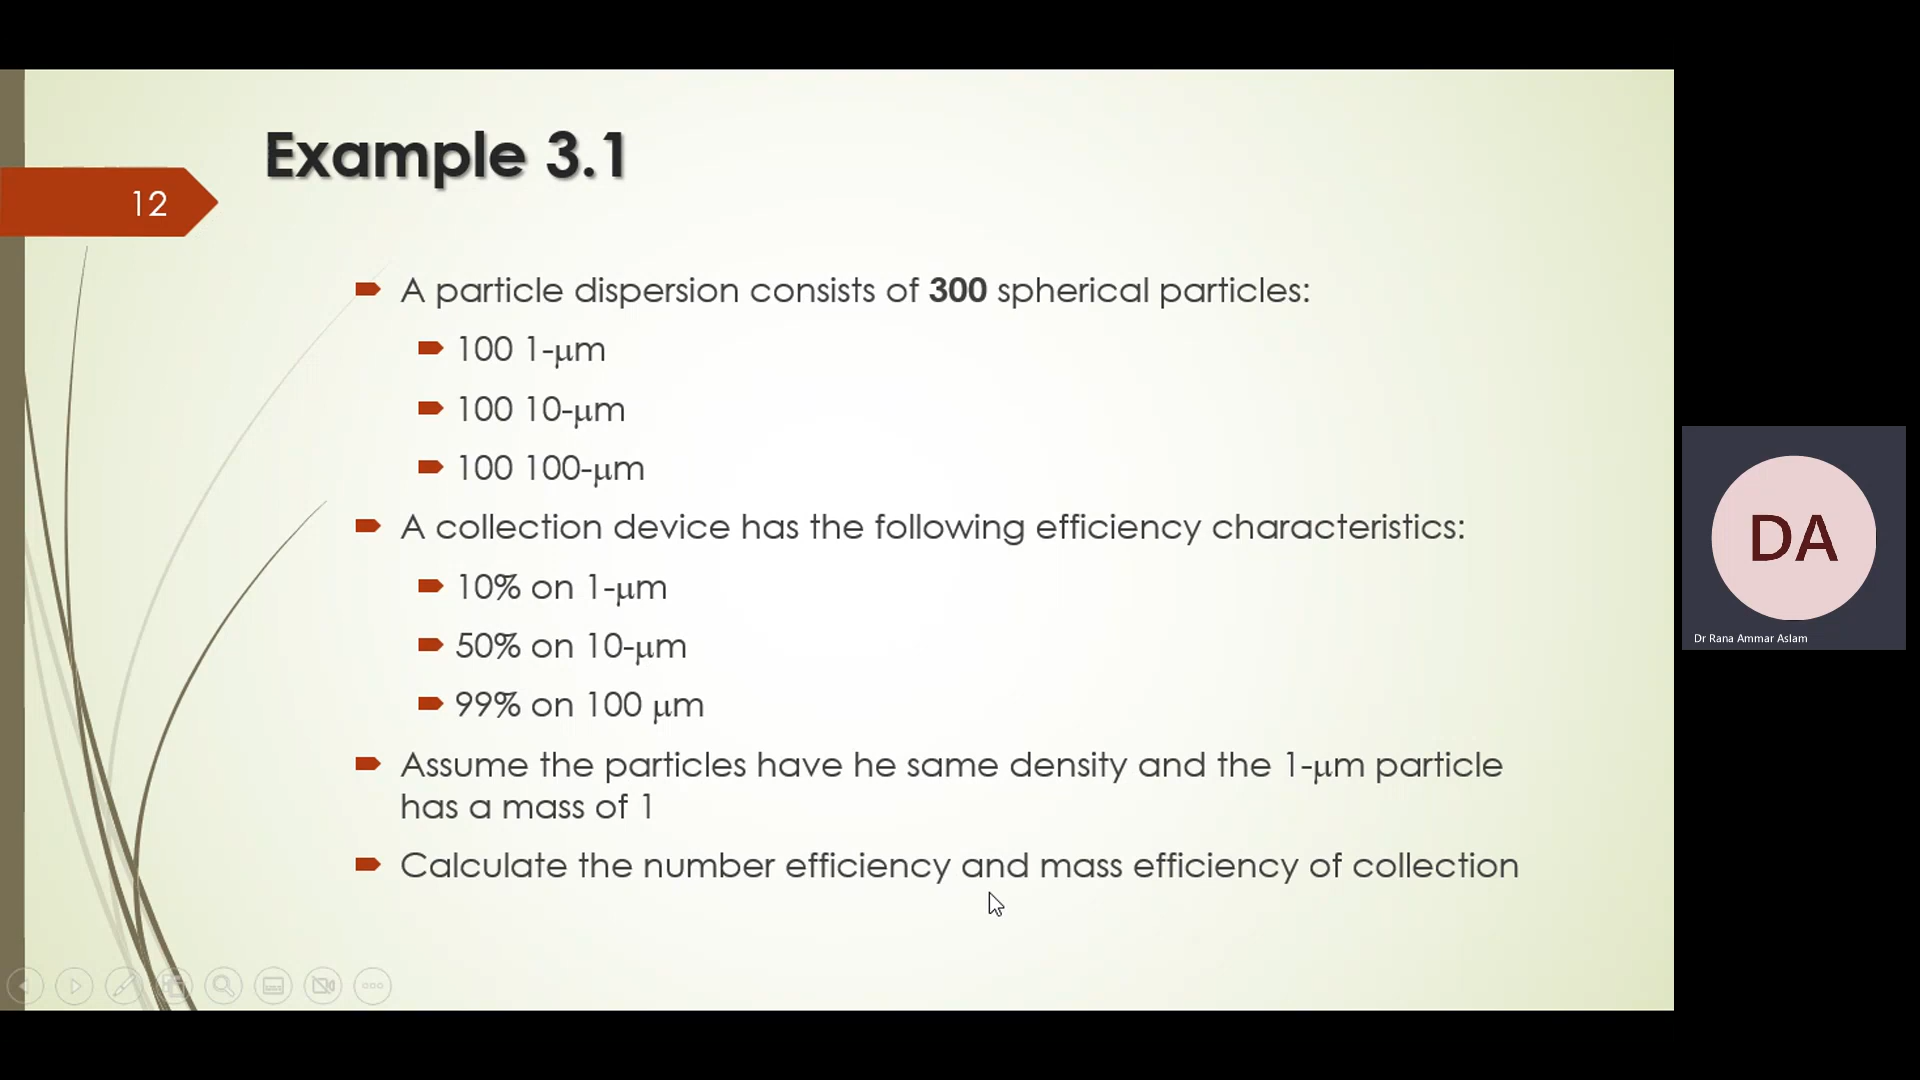 Example 3.1
12
A particle dispersion consists of 300 spherical particles:
100 1-μm
100 10-μm
100 100-μm
A collection device has the following efficiency characteristics:
10% on 1-μm
50% on 10-μm
99% on 100 μm
Assume the particles have he same density and the 1-μm particle
has a mass of 1
Calculate the number efficiency and mass efficiency of collection
DA
Dr Rana Ammar Aslam